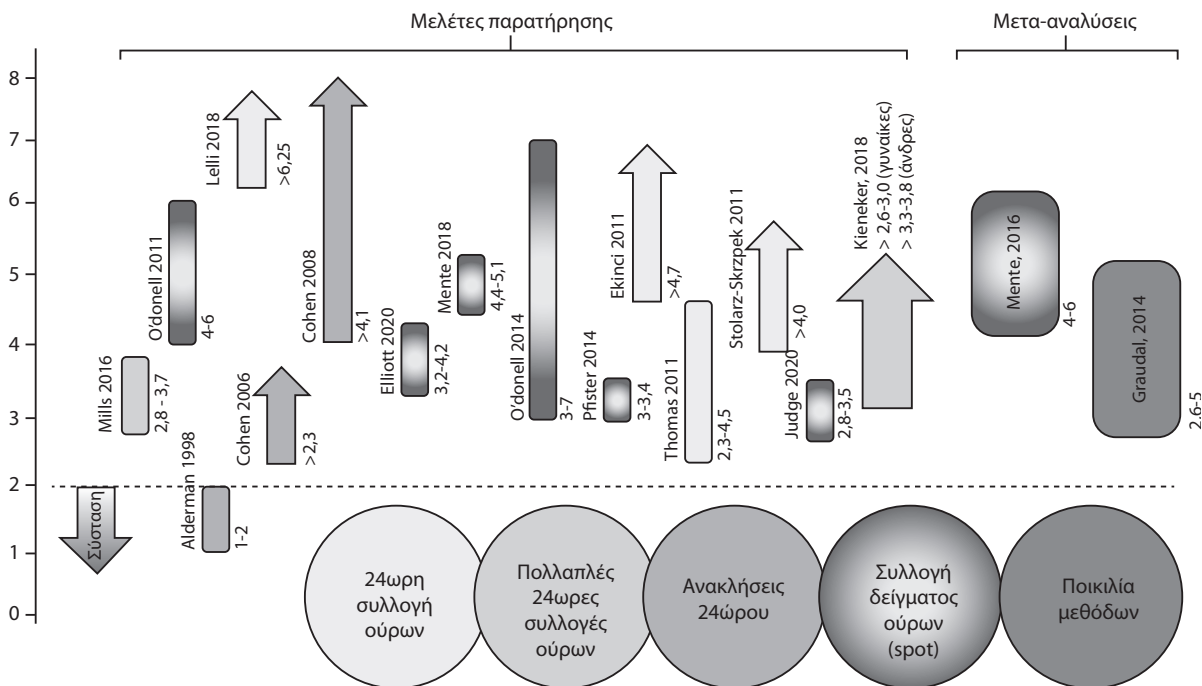 Μελέτες παρατήρησης
Μετα-αναλύσεις
8
7
6
5
4
3
2
1
0
Σύσταση
Mills 2016
2,8 - 3,7
O'donell 2011
4-6
Alderman 1998
1-2
Lelli 2018
>6,25
Cohen 2006
>2,3
Cohen 2008
>4,1
Elliott 2020
3,2-4,2
Mente 2018
4,4-5,1
O'donell 2014
3-7
Pfister 2014
3-3,4
Ekinci 2011
>4,7
Thomas 2011
2,3-4,5
Stolarz-Skrzpek 2011
>4,0
Judge 2020
2,8-3,5
Kieneker, 2018
> 2,6-3,0 (γυναίκες)
> 3,3-3,8 (άνδρες)
Mente, 2016
4-6
Graudal, 2014
2,6-5
24ωρη
συλλογή
ούρων
Πολλαπλές
24ωρες
συλλογές
ούρων
Ανακλήσεις
24ώρου
Συλλογή
δείγματος
ούρων
(spot)
Ποικιλία
μεθόδων